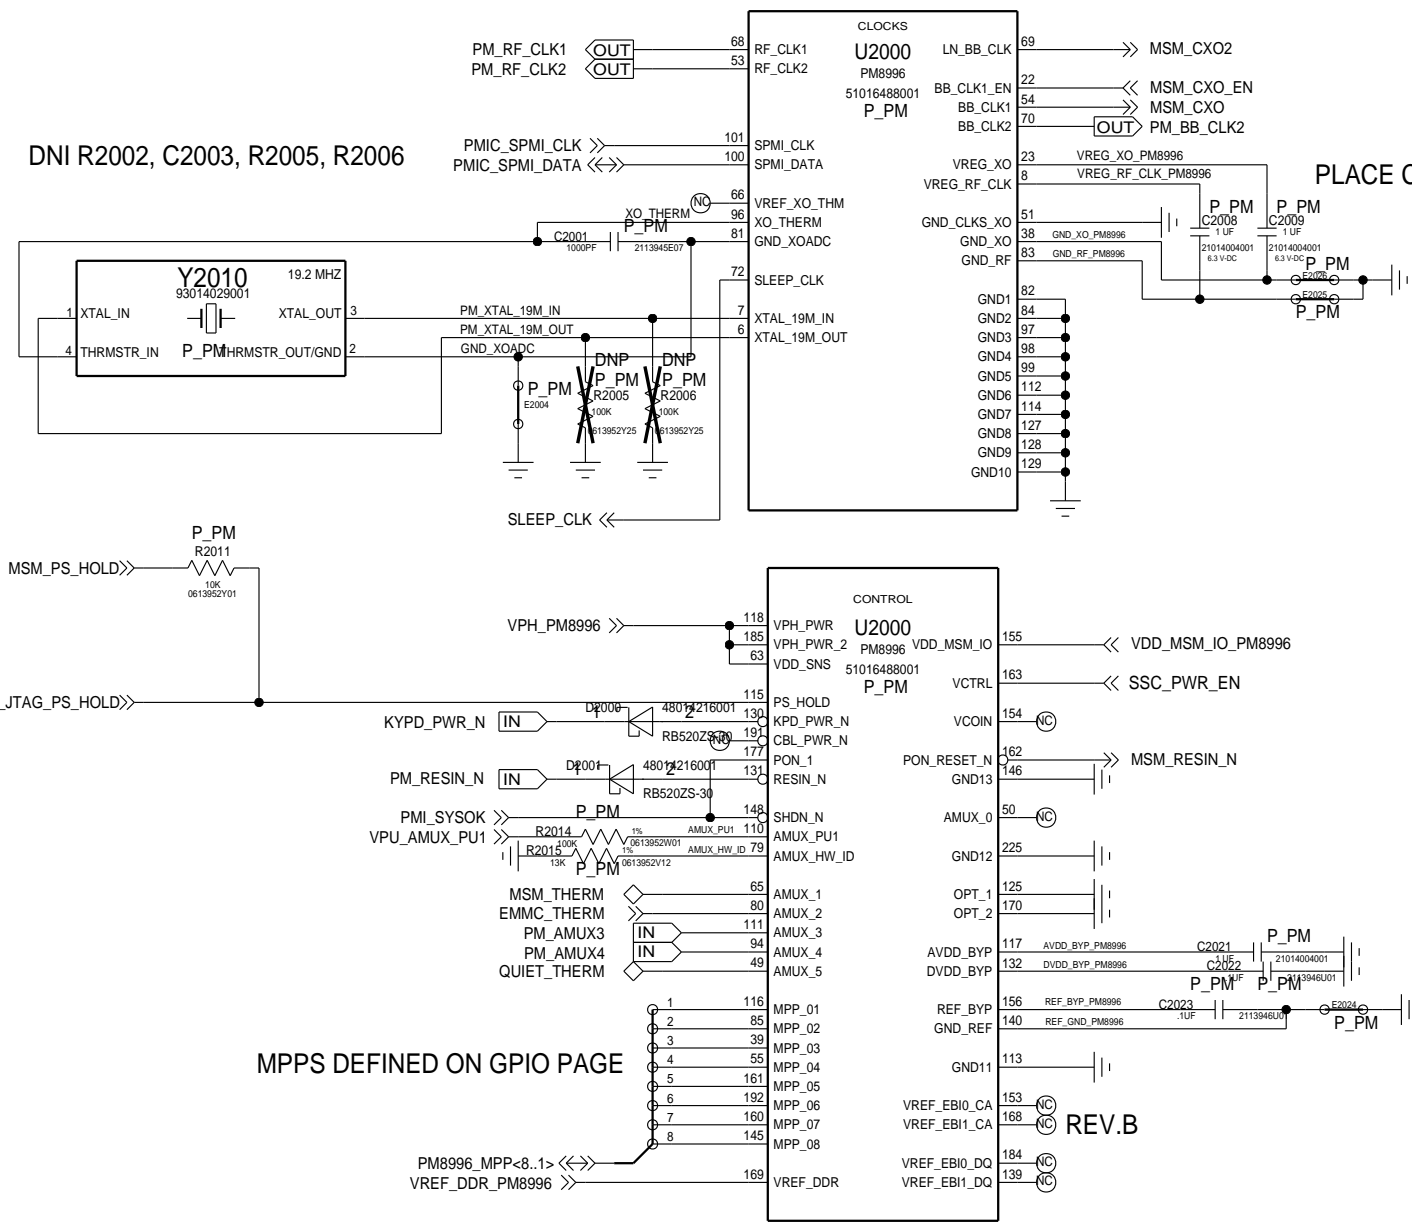 CLOCKS
U2000
PM8996
51016488001
P_PM
PM_RF_CLK1 OUT 68 RF_CLK1
PM_RF_CLK2 OUT 53 RF_CLK2
LN_BB_CLK 69 MSM_CXO2
BB_CLK1_EN 22 MSM_CXO_EN
BB_CLK1 54 MSM_CXO
BB_CLK2 70 OUT PM_BB_CLK2
DNI R2002, C2003, R2005, R2006
PMIC_SPMI_CLK 101 SPMI_CLK
PMIC_SPMI_DATA 100 SPMI_DATA
VREG_XO 23 VREG_XO_PM8996
VREG_RF_CLK 8 VREG_RF_CLK_PM8996
PLACE C
NC 66 VREF_XO_THM
XO_THERM 96 XO_THERM
C2001 P_PM 81 GND_XOADC
1000PF 2113945E07
GND_CLKS_XO 51
GND_XO 38 GND_XO_PM8996
GND_RF 83 GND_RF_PM8996
P_PM P_PM
C2008 C2009
1 UF 1 UF
21014004001 21014004001
6.3 V-DC 6.3 V-DC
P_PM
E2026
E2025
P_PM
72 SLEEP_CLK
Y2010 19.2 MHZ
93014029001
1 XTAL_IN XTAL_OUT 3
P_PM
4 THRMSTR_IN THRMSTR_OUT/GND 2
PM_XTAL_19M_IN 7 XTAL_19M_IN
PM_XTAL_19M_OUT 6 XTAL_19M_OUT
GND_XOADC
P_PM
E2004
DNP DNP
P_PM P_PM
R2005 R2006
100K 100K
0613952Y25 0613952Y25
GND1 82
GND2 84
GND3 97
GND4 98
GND5 99
GND6 112
GND7 114
GND8 127
GND9 128
GND10 129
SLEEP_CLK
P_PM
R2011
MSM_PS_HOLD
10K
0613952Y01
CONTROL
U2000
PM8996
51016488001
P_PM
VPH_PM8996 118 VPH_PWR
185 VPH_PWR_2
63 VDD_SNS
VDD_MSM_IO 155 VDD_MSM_IO_PM8996
VCTRL 163 SSC_PWR_EN
_JTAG_PS_HOLD 115 PS_HOLD
KYPD_PWR_N IN D2000 1 2 48014216001 130 KPD_PWR_N
RB520ZS-30 NC 191 CBL_PWR_N
177 PON_1
PM_RESIN_N IN D2001 1 2 48014216001 131 RESIN_N
RB520ZS-30
VCOIN 154 NC
PON_RESET_N 162 MSM_RESIN_N
GND13 146
PMI_SYSOK P_PM 148 SHDN_N
VPU_AMUX_PU1 R2014 1% AMUX_PU1 110 AMUX_PU1
100K 0613952W01
R2015 1% AMUX_HW_ID 79 AMUX_HW_ID
13K P_PM 0613952V12
AMUX_0 50 NC
GND12 225
MSM_THERM 65 AMUX_1
EMMC_THERM 80 AMUX_2
PM_AMUX3 IN 111 AMUX_3
PM_AMUX4 IN 94 AMUX_4
QUIET_THERM 49 AMUX_5
OPT_1 125
OPT_2 170
AVDD_BYP 117 AVDD_BYP_PM8996 C2021 P_PM
1 UF 21014004001
DVDD_BYP 132 DVDD_BYP_PM8996 C2022
.1UF 2113946U01
P_PM P_PM
1 116 MPP_01
2 85 MPP_02
3 39 MPP_03
4 55 MPP_04
5 161 MPP_05
6 192 MPP_06
7 160 MPP_07
8 145 MPP_08
MPPS DEFINED ON GPIO PAGE
REF_BYP 156 REF_BYP_PM8996 C2023 E2024
.1UF 2113946U0
GND_REF 140 REF_GND_PM8996 P_PM
GND11 113
VREF_EBI0_CA 153 NC
VREF_EBI1_CA 168 NC REV.B
VREF_EBI0_DQ 184 NC
VREF_EBI1_DQ 139 NC
PM8996_MPP<8..1>
VREF_DDR_PM8996 169 VREF_DDR